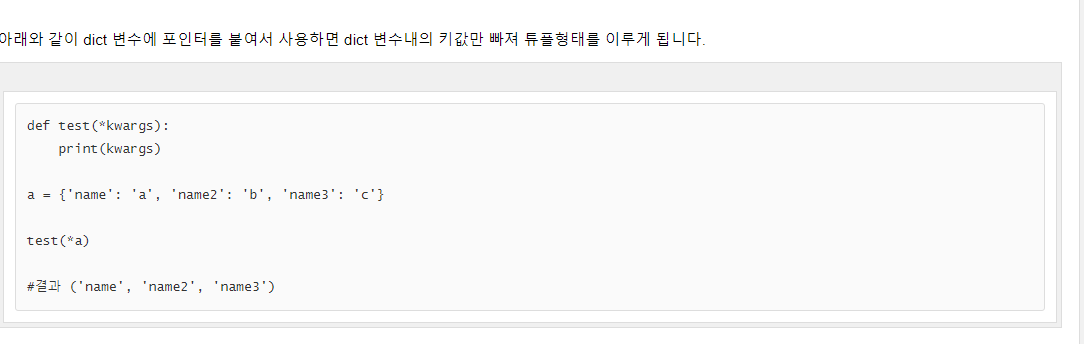 아래와 같이 dict 변수에 포인터를 붙여서 사용하면 dict 변수내의 키값만 빠져 튜플형태를 이루게 됩니다.
def test(*kwargs):
    print(kwargs)
a = {'name': 'a', 'name2': 'b', 'name3': 'c'}
test(*a)
#결과 ('name', 'name2', 'name3')